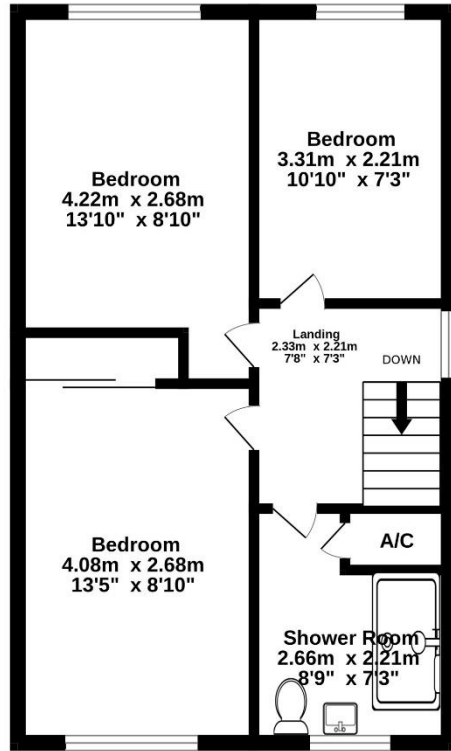 Bedroom
4.22m x 2.68m
13'10" x 8'10"
Bedroom
3.31m x 2.21m
10'10" x 7'3"
Landing
2.33m x 2.21m
7'8" x 7'3"
DOWN
Bedroom
4.08m x 2.68m
13'5" x 8'10"
A/C
Shower Room
2.66m x 2.21m
8'9" x 7'3"